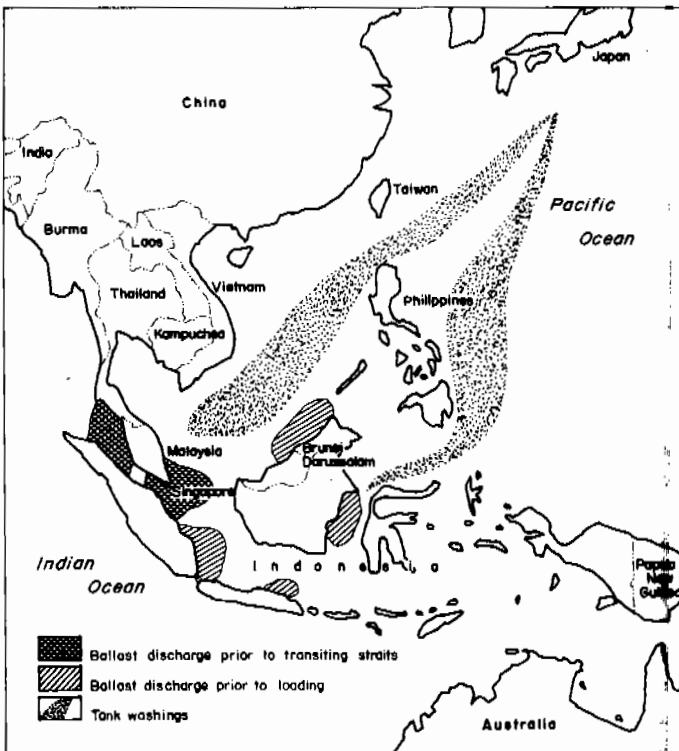 Japan
China
India
Taiwan
Pacific
Ocean
Burma
Laos
Thailand
Vietnam
Philippines
Kampuchea
Malaysia
Brunei
Darussalam
Singapore
Indonesia
Indian
Ocean
Papua
New
Guinea
Ballast discharge prior to transiting straits
Ballast discharge prior to loading
Tank washings
Australia